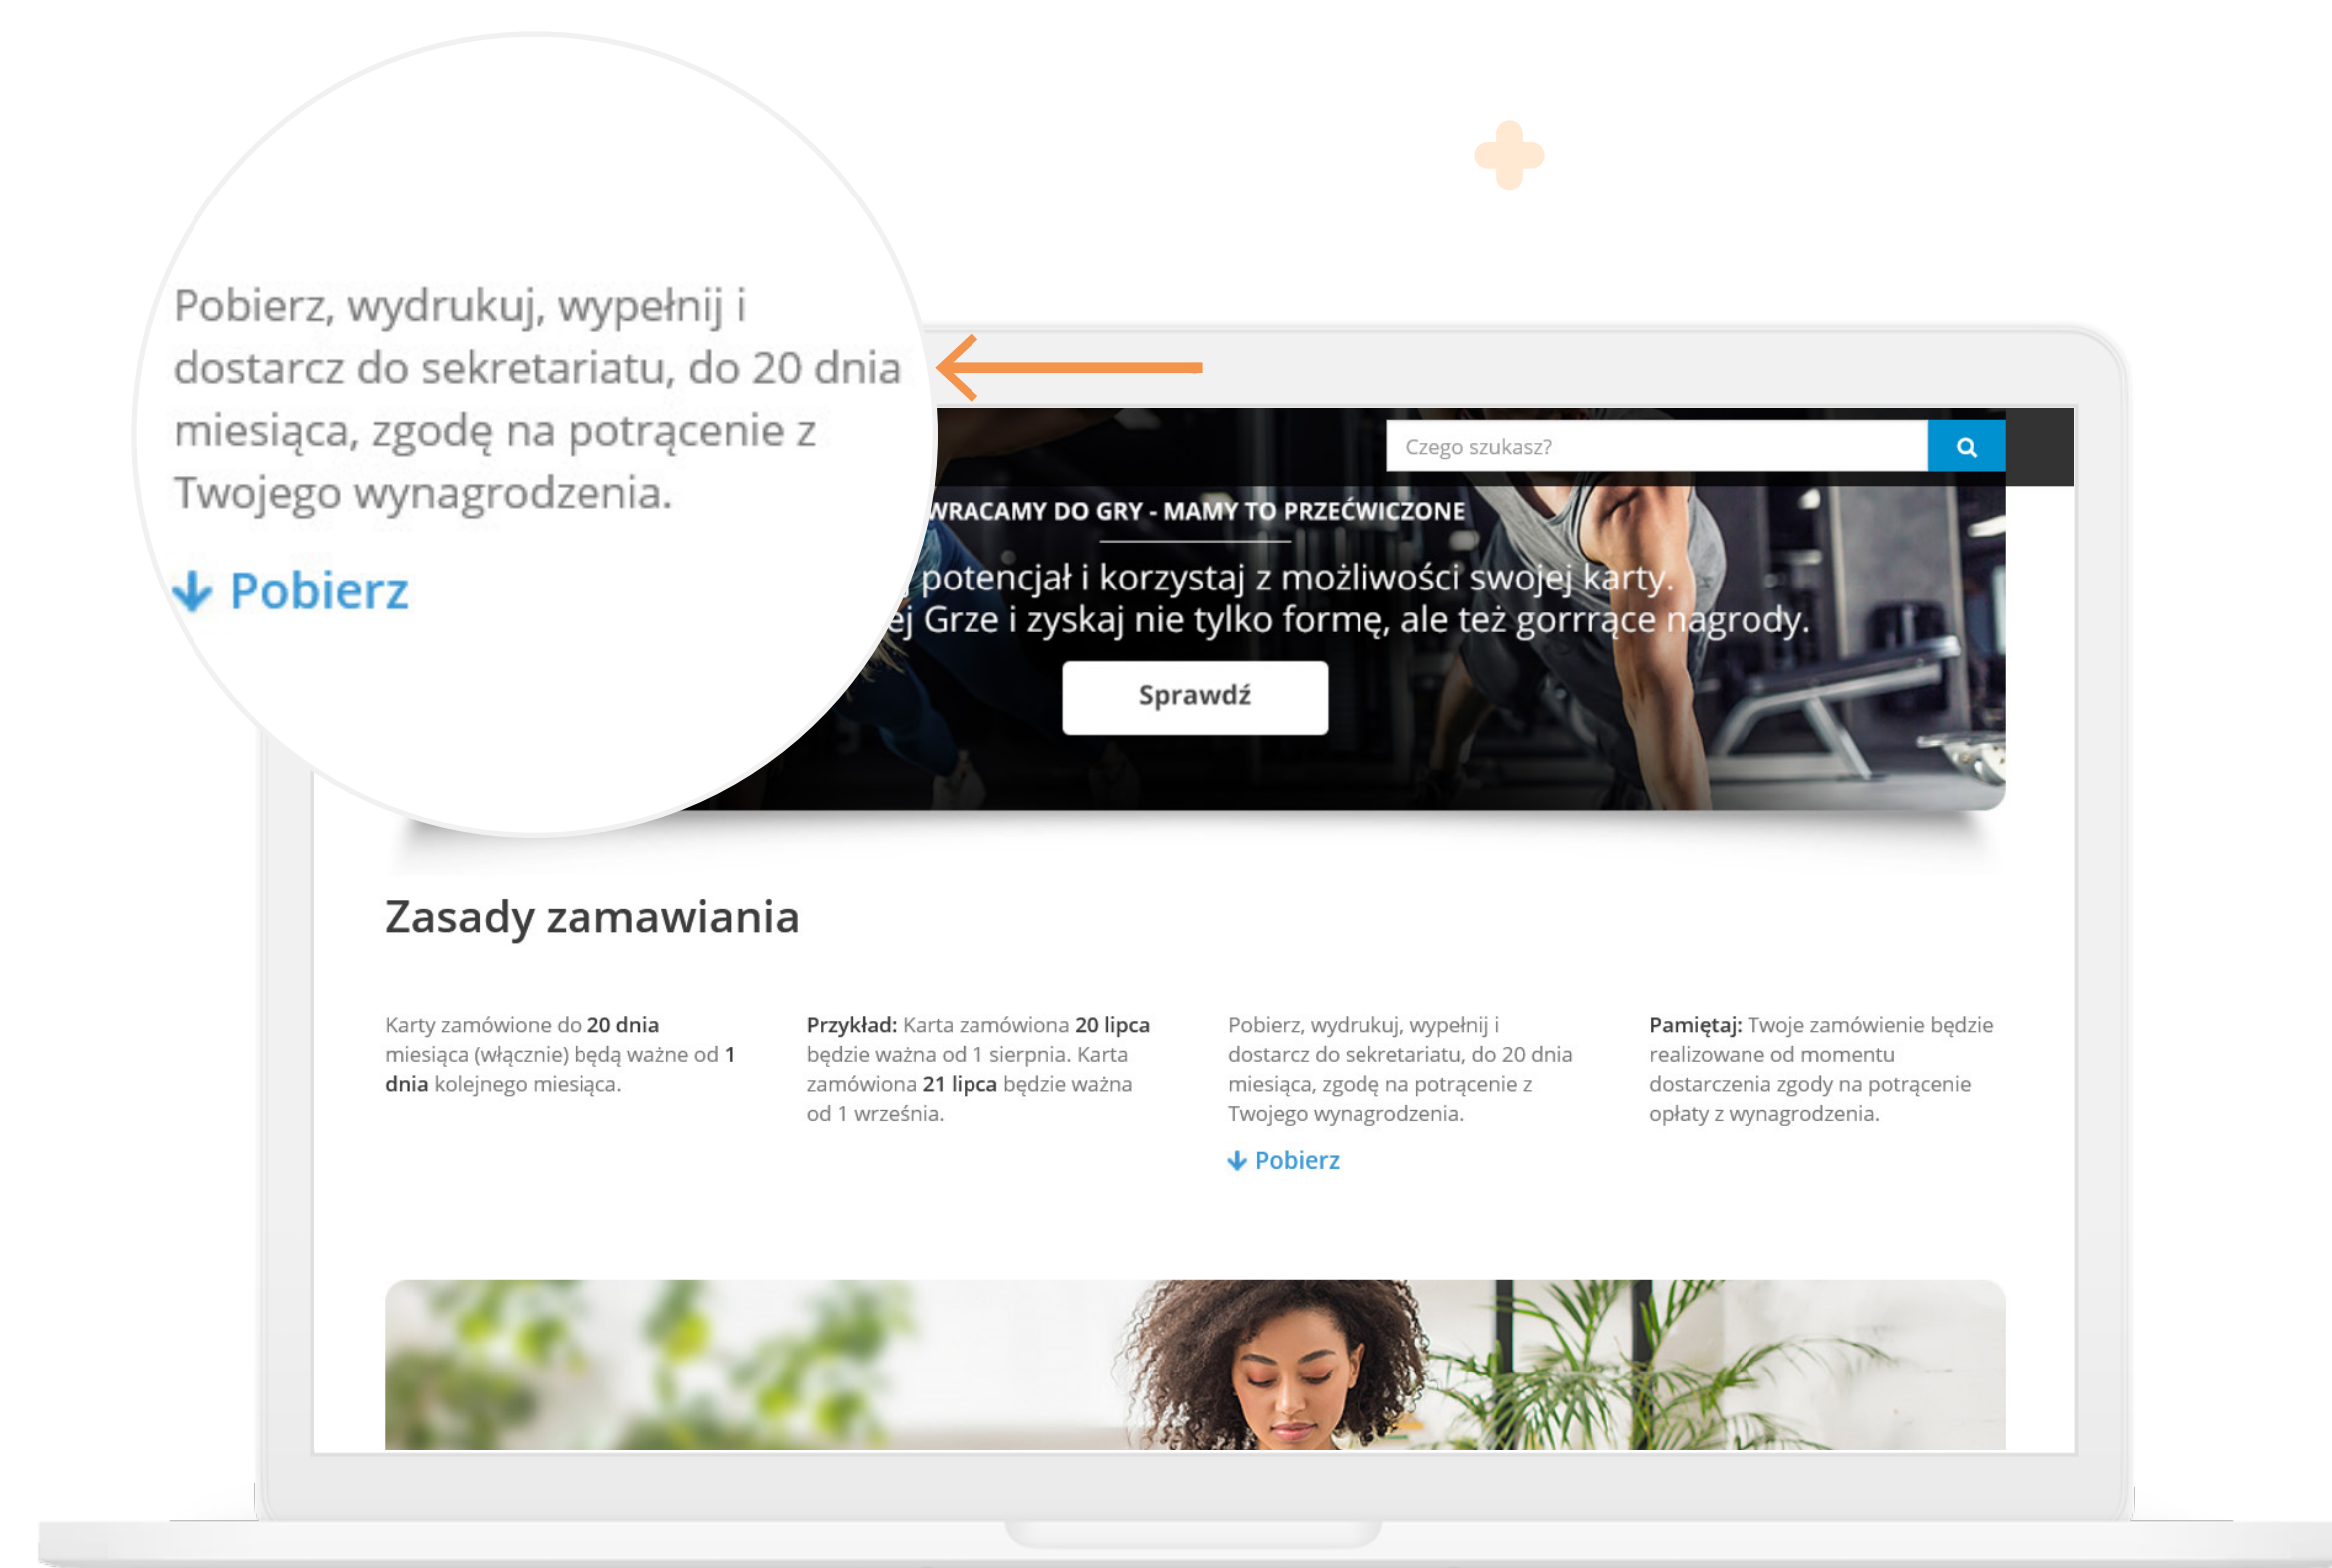 Pobierz, wydrukuj, wypełnij i
dostarcz do sekretariatu, do 20 dnia
miesiąca, zgodę na potrącenie z
Twojego wynagrodzenia.
Pobierz
Czego szukasz?
WRACAMY DO GRY - MAMY TO PRZEĆWICZONE
potencjał i korzystaj z możliwości swojej karty.
Grze i zyskaj nie tylko formę, ale też gorrrące nagrody.
Sprawdź
Zasady zamawiania
Karty zamówione do 20 dnia
miesiąca (włącznie) będą ważne od 1
dnia kolejnego miesiąca.
Przykład: Karta zamówiona 20 lipca
będzie ważna od 1 sierpnia. Karta
zamówiona 21 lipca będzie ważna
od 1 września.
Pobierz, wydrukuj, wypełnij i
dostarcz do sekretariatu, do 20 dnia
miesiąca, zgodę na potrącenie z
Twojego wynagrodzenia.
Pobierz
Pamiętaj: Twoje zamówienie będzie
realizowane od momentu
dostarczenia zgody na potrącenie
opłaty z wynagrodzenia.